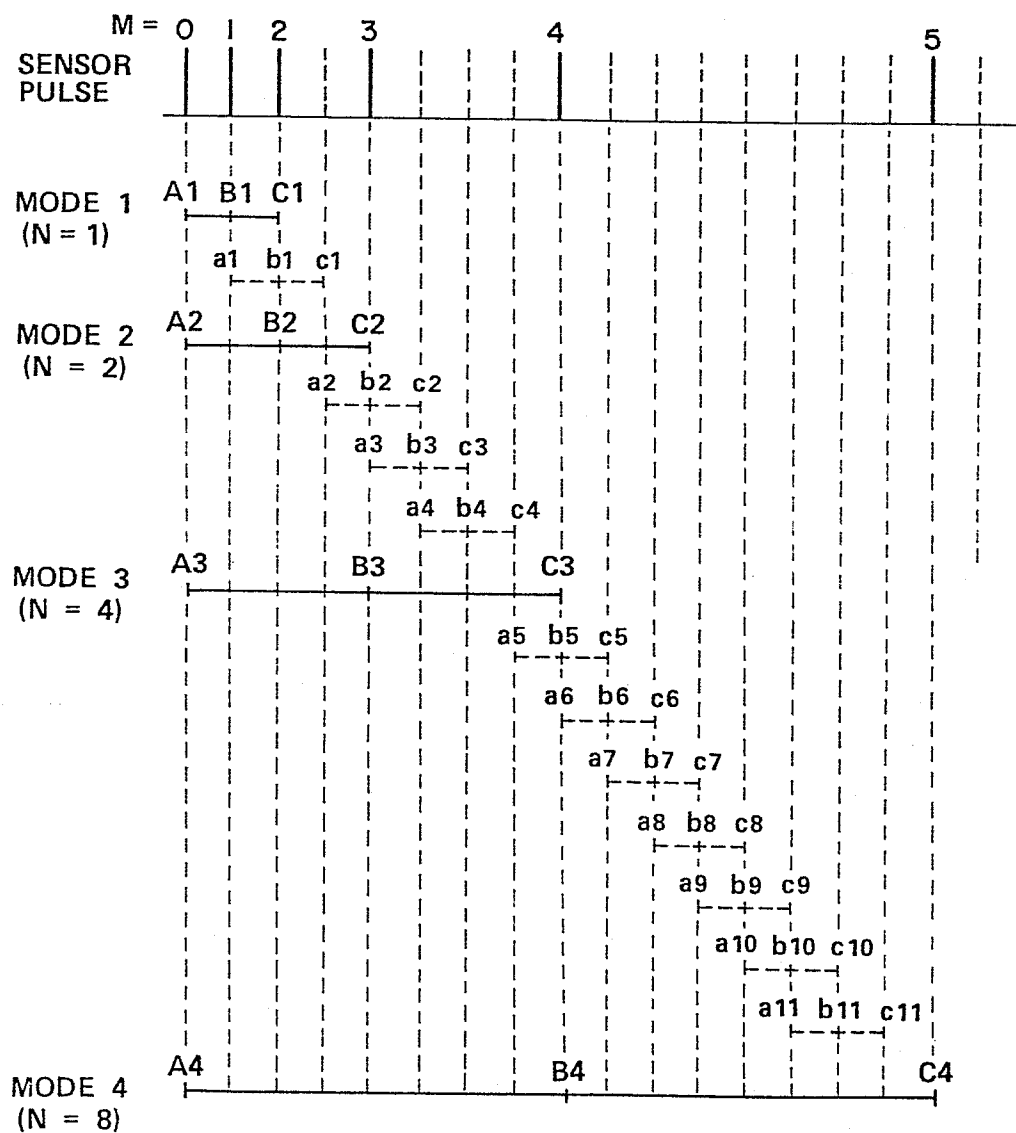 M = 0 1 2 3 4 5
SENSOR
PULSE
A1 B1 C1
MODE 1
(N = 1)
a1 b1 c1
A2 B2 C2
MODE 2
(N = 2)
a2 b2 c2
a3 b3 c3
a4 b4 c4
A3 B3 C3
MODE 3
(N = 4)
a5 b5 c5
a6 b6 c6
a7 b7 c7
a8 b8 c8
a9 b9 c9
a10 b10 c10
a11 b11 c11
A4 B4 C4
MODE 4
(N = 8)